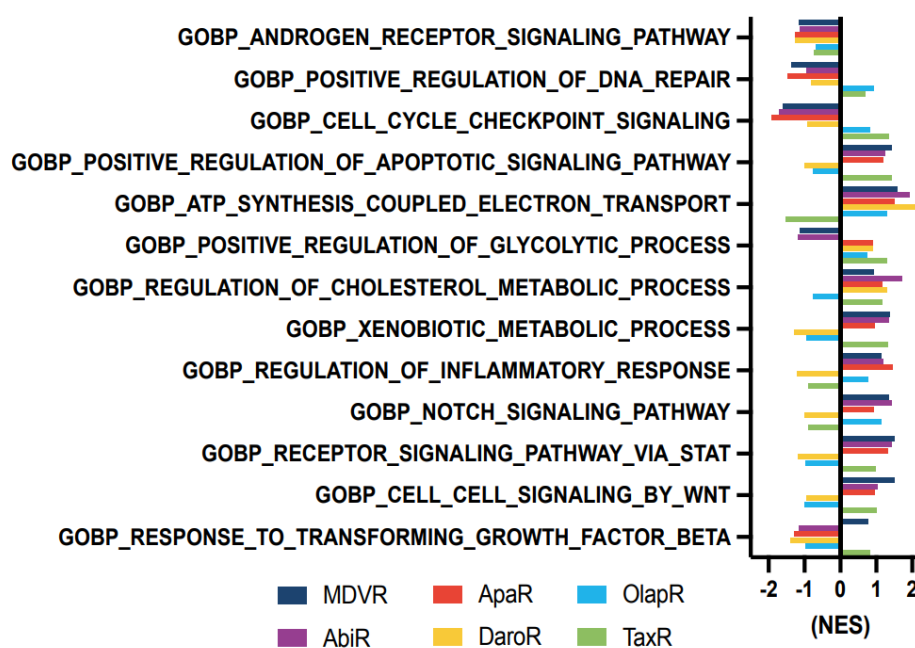 GOBP_ANDROGEN_RECEPTOR_SIGNALING_PATHWAY
GOBP_POSITIVE_REGULATION_OF_DNA_REPAIR
GOBP_CELL_CYCLE_CHECKPOINT_SIGNALING
GOBP_POSITIVE_REGULATION_OF_APOPTOTIC_SIGNALING_PATHWAY
GOBP_ATP_SYNTHESIS_COUPLED_ELECTRON_TRANSPORT
GOBP_POSITIVE_REGULATION_OF_GLYCOLYTIC_PROCESS
GOBP_REGULATION_OF_CHOLESTEROL_METABOLIC_PROCESS
GOBP_XENOBIOTIC_METABOLIC_PROCESS
GOBP_REGULATION_OF_INFLAMMATORY_RESPONSE
GOBP_NOTCH_SIGNALING_PATHWAY
GOBP_RECEPTOR_SIGNALING_PATHWAY_VIA_STAT
GOBP_CELL_CELL_SIGNALING_BY_WNT
GOBP_RESPONSE_TO_TRANSFORMING_GROWTH_FACTOR_BETA
-2 -1 0 1 2
(NES)
MDVR ApaR OlapR
AbiR DaroR TaxR